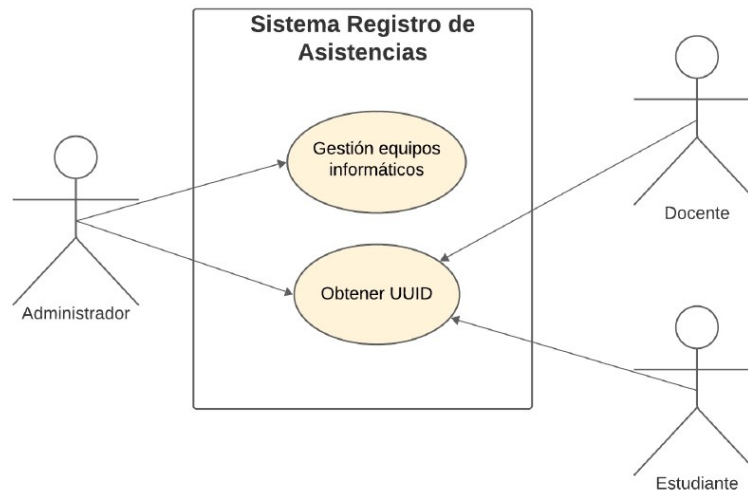 Sistema Registro de
Asistencias
Gestión equipos
informáticos
Docente
Obtener UUID
Administrador
Estudiante